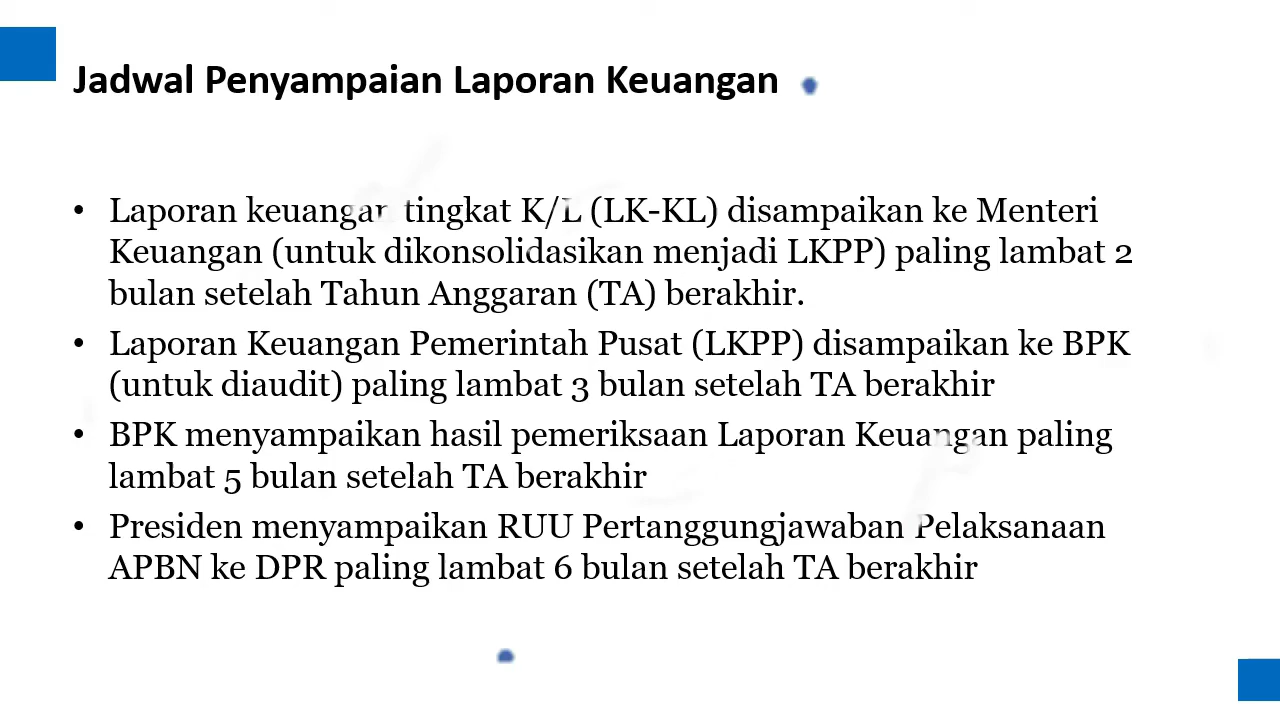 Jadwal Penyampaian Laporan Keuangan
• Laporan keuangan tingkat K/L (LK-KL) disampaikan ke Menteri
Keuangan (untuk dikonsolidasikan menjadi LKPP) paling lambat 2
bulan setelah Tahun Anggaran (TA) berakhir.
• Laporan Keuangan Pemerintah Pusat (LKPP) disampaikan ke BPK
(untuk diaudit) paling lambat 3 bulan setelah TA berakhir
• BPK menyampaikan hasil pemeriksaan Laporan Keuangan paling
lambat 5 bulan setelah TA berakhir
• Presiden menyampaikan RUU Pertanggungjawaban Pelaksanaan
APBN ke DPR paling lambat 6 bulan setelah TA berakhir